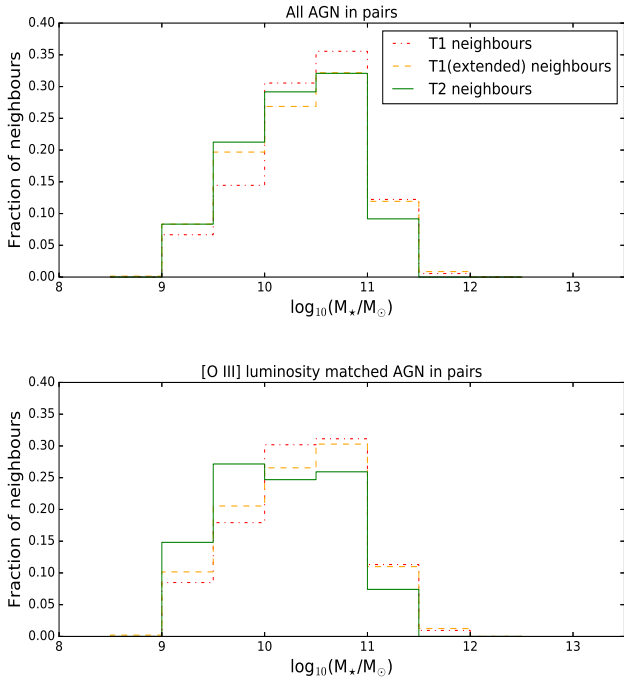 All AGN in pairs
0.40
0.35
0.30
0.25
0.20
0.15
0.10
0.05
0.00
Fraction of neighbours
T1 neighbours
T1(extended) neighbours
T2 neighbours
8 9 10 11 12 13
log₁₀(M⋆/M☉)
[O III] luminosity matched AGN in pairs
0.40
0.35
0.30
0.25
0.20
0.15
0.10
0.05
0.00
Fraction of neighbours
8 9 10 11 12 13
log₁₀(M⋆/M☉)